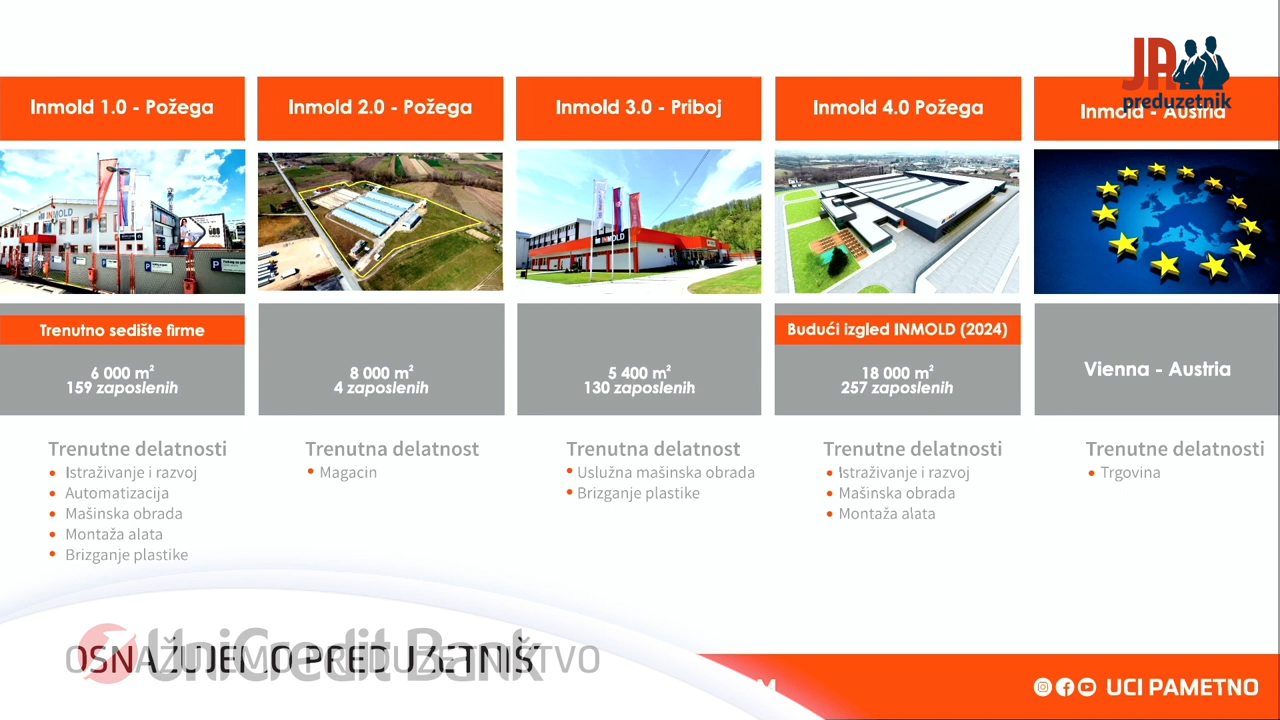 JA
preduzetnik
Inmold 1.0 - Požega
Inmold 2.0 - Požega
Inmold 3.0 - Priboj
Inmold 4.0 Požega
Inmold - Austria
INMOLD
INMOLD
Trenutno sedište firme
6 000 m²
159 zaposlenih
8 000 m²
4 zaposlenih
5 400 m²
130 zaposlenih
Budući izgled INMOLD (2024)
18 000 m²
257 zaposlenih
Vienna - Austria
Trenutne delatnosti
Istraživanje i razvoj
Automatizacija
Mašinska obrada
Montaža alata
Brizganje plastike
Trenutna delatnost
Magacin
Trenutna delatnost
Uslužna mašinska obrada
Brizganje plastike
Trenutne delatnosti
Istraživanje i razvoj
Mašinska obrada
Montaža alata
Trenutne delatnosti
Trgovina
UniCredit Bank
OSNAŽUJEMO PREDUZETNIŠTVO
UCI PAMETNO